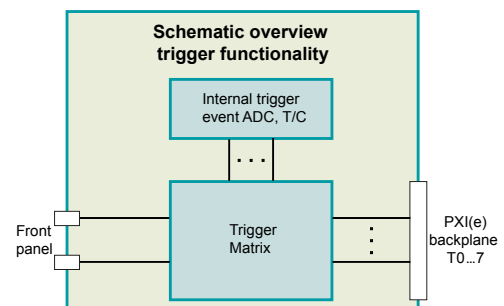 Schematic overview
trigger functionality
Internal trigger
event ADC, T/C
. . .
Front
panel
Trigger
Matrix
PXI(e)
backplane
T0...7